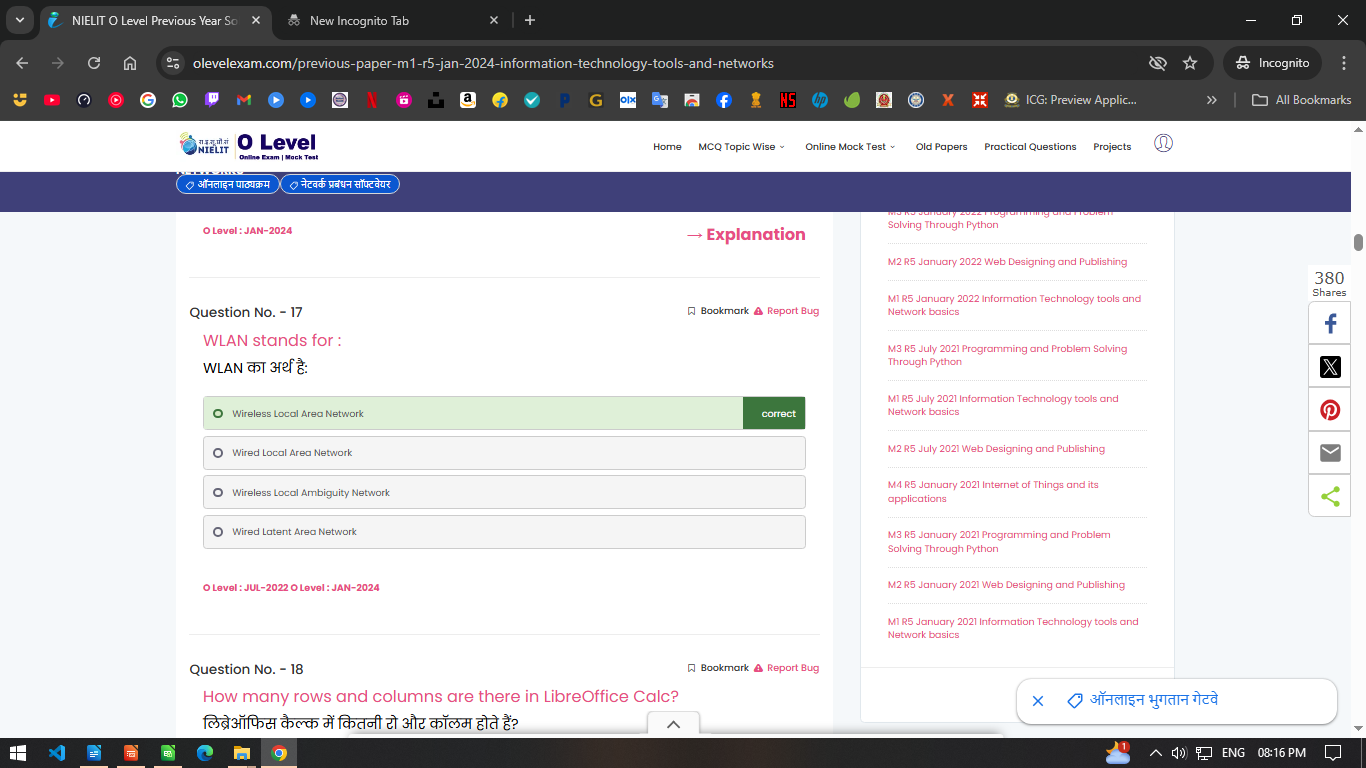 NIELIT O Level Previous Year So
New Incognito Tab
olevelexam.com/previous-paper-m1-r5-jan-2024-information-technology-tools-and-networks
Incognito
ICG: Preview Applic...
All Bookmarks
रा.इ.सू.प्रौ.सं
NIELIT
O Level
Online Exam | Mock Test
Home
MCQ Topic Wise
Online Mock Test
Old Papers
Practical Questions
Projects
ऑनलाइन पाठ्यक्रम
नेटवर्क प्रबंधन सॉफ्टवेयर
O Level : JAN-2024
→ Explanation
Question No. - 17
Bookmark
Report Bug
WLAN stands for :
WLAN का अर्थ है:
Wireless Local Area Network
correct
Wired Local Area Network
Wireless Local Ambiguity Network
Wired Latent Area Network
O Level : JUL-2022 O Level : JAN-2024
Question No. - 18
Bookmark
Report Bug
How many rows and columns are there in LibreOffice Calc?
लिब्रेऑफिस कैल्क में कितनी रो और कॉलम होते हैं?
M3 R5 January 2022 Programming and Problem
Solving Through Python
M2 R5 January 2022 Web Designing and Publishing
M1 R5 January 2022 Information Technology tools and
Network basics
M3 R5 July 2021 Programming and Problem Solving
Through Python
M1 R5 July 2021 Information Technology tools and
Network basics
M2 R5 July 2021 Web Designing and Publishing
M4 R5 January 2021 Internet of Things and its
applications
M3 R5 January 2021 Programming and Problem
Solving Through Python
M2 R5 January 2021 Web Designing and Publishing
M1 R5 January 2021 Information Technology tools and
Network basics
380
Shares
ऑनलाइन भुगतान गेटवे
1
ENG
08:16 PM